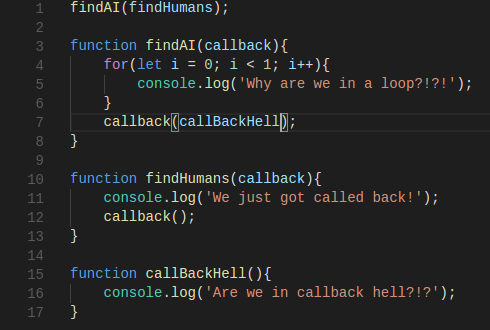 1 findAI(findHumans);
2
3 function findAI(callback){
4 for(let i = 0; i < 1; i++){
5 console.log('Why are we in a loop?!?!');
6 }
7 callback(callBackHell);
8 }
9
10 function findHumans(callback){
11 console.log('We just got called back!');
12 callback();
13 }
14
15 function callBackHell(){
16 console.log('Are we in callback hell?!?');
17 }